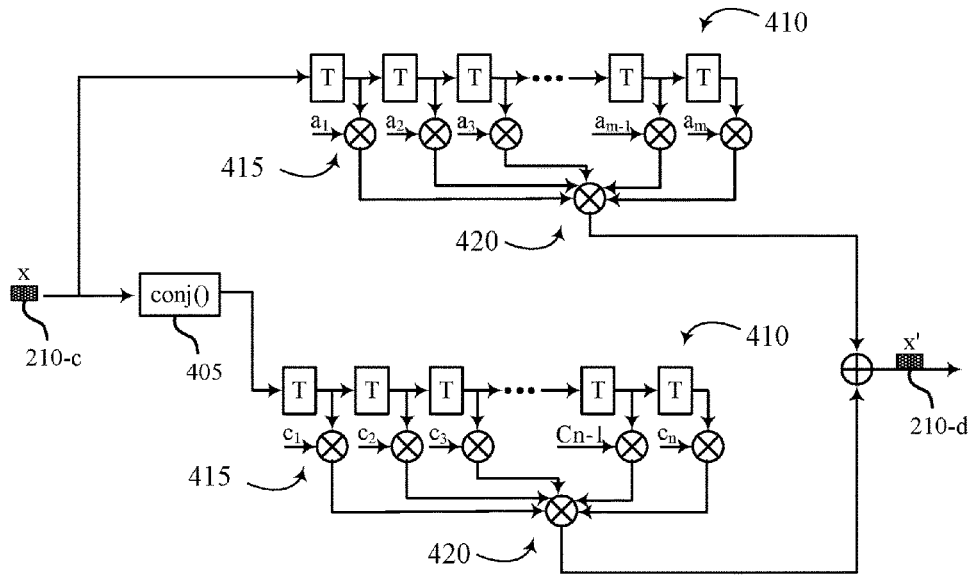 410
T T T ••• T T
a1 a2 a3 am-1 am
415
420
x
conj()
210-c
405
410
x'
210-d
T T T ••• T T
c1 c2 c3 Cn-1 cn
415
420